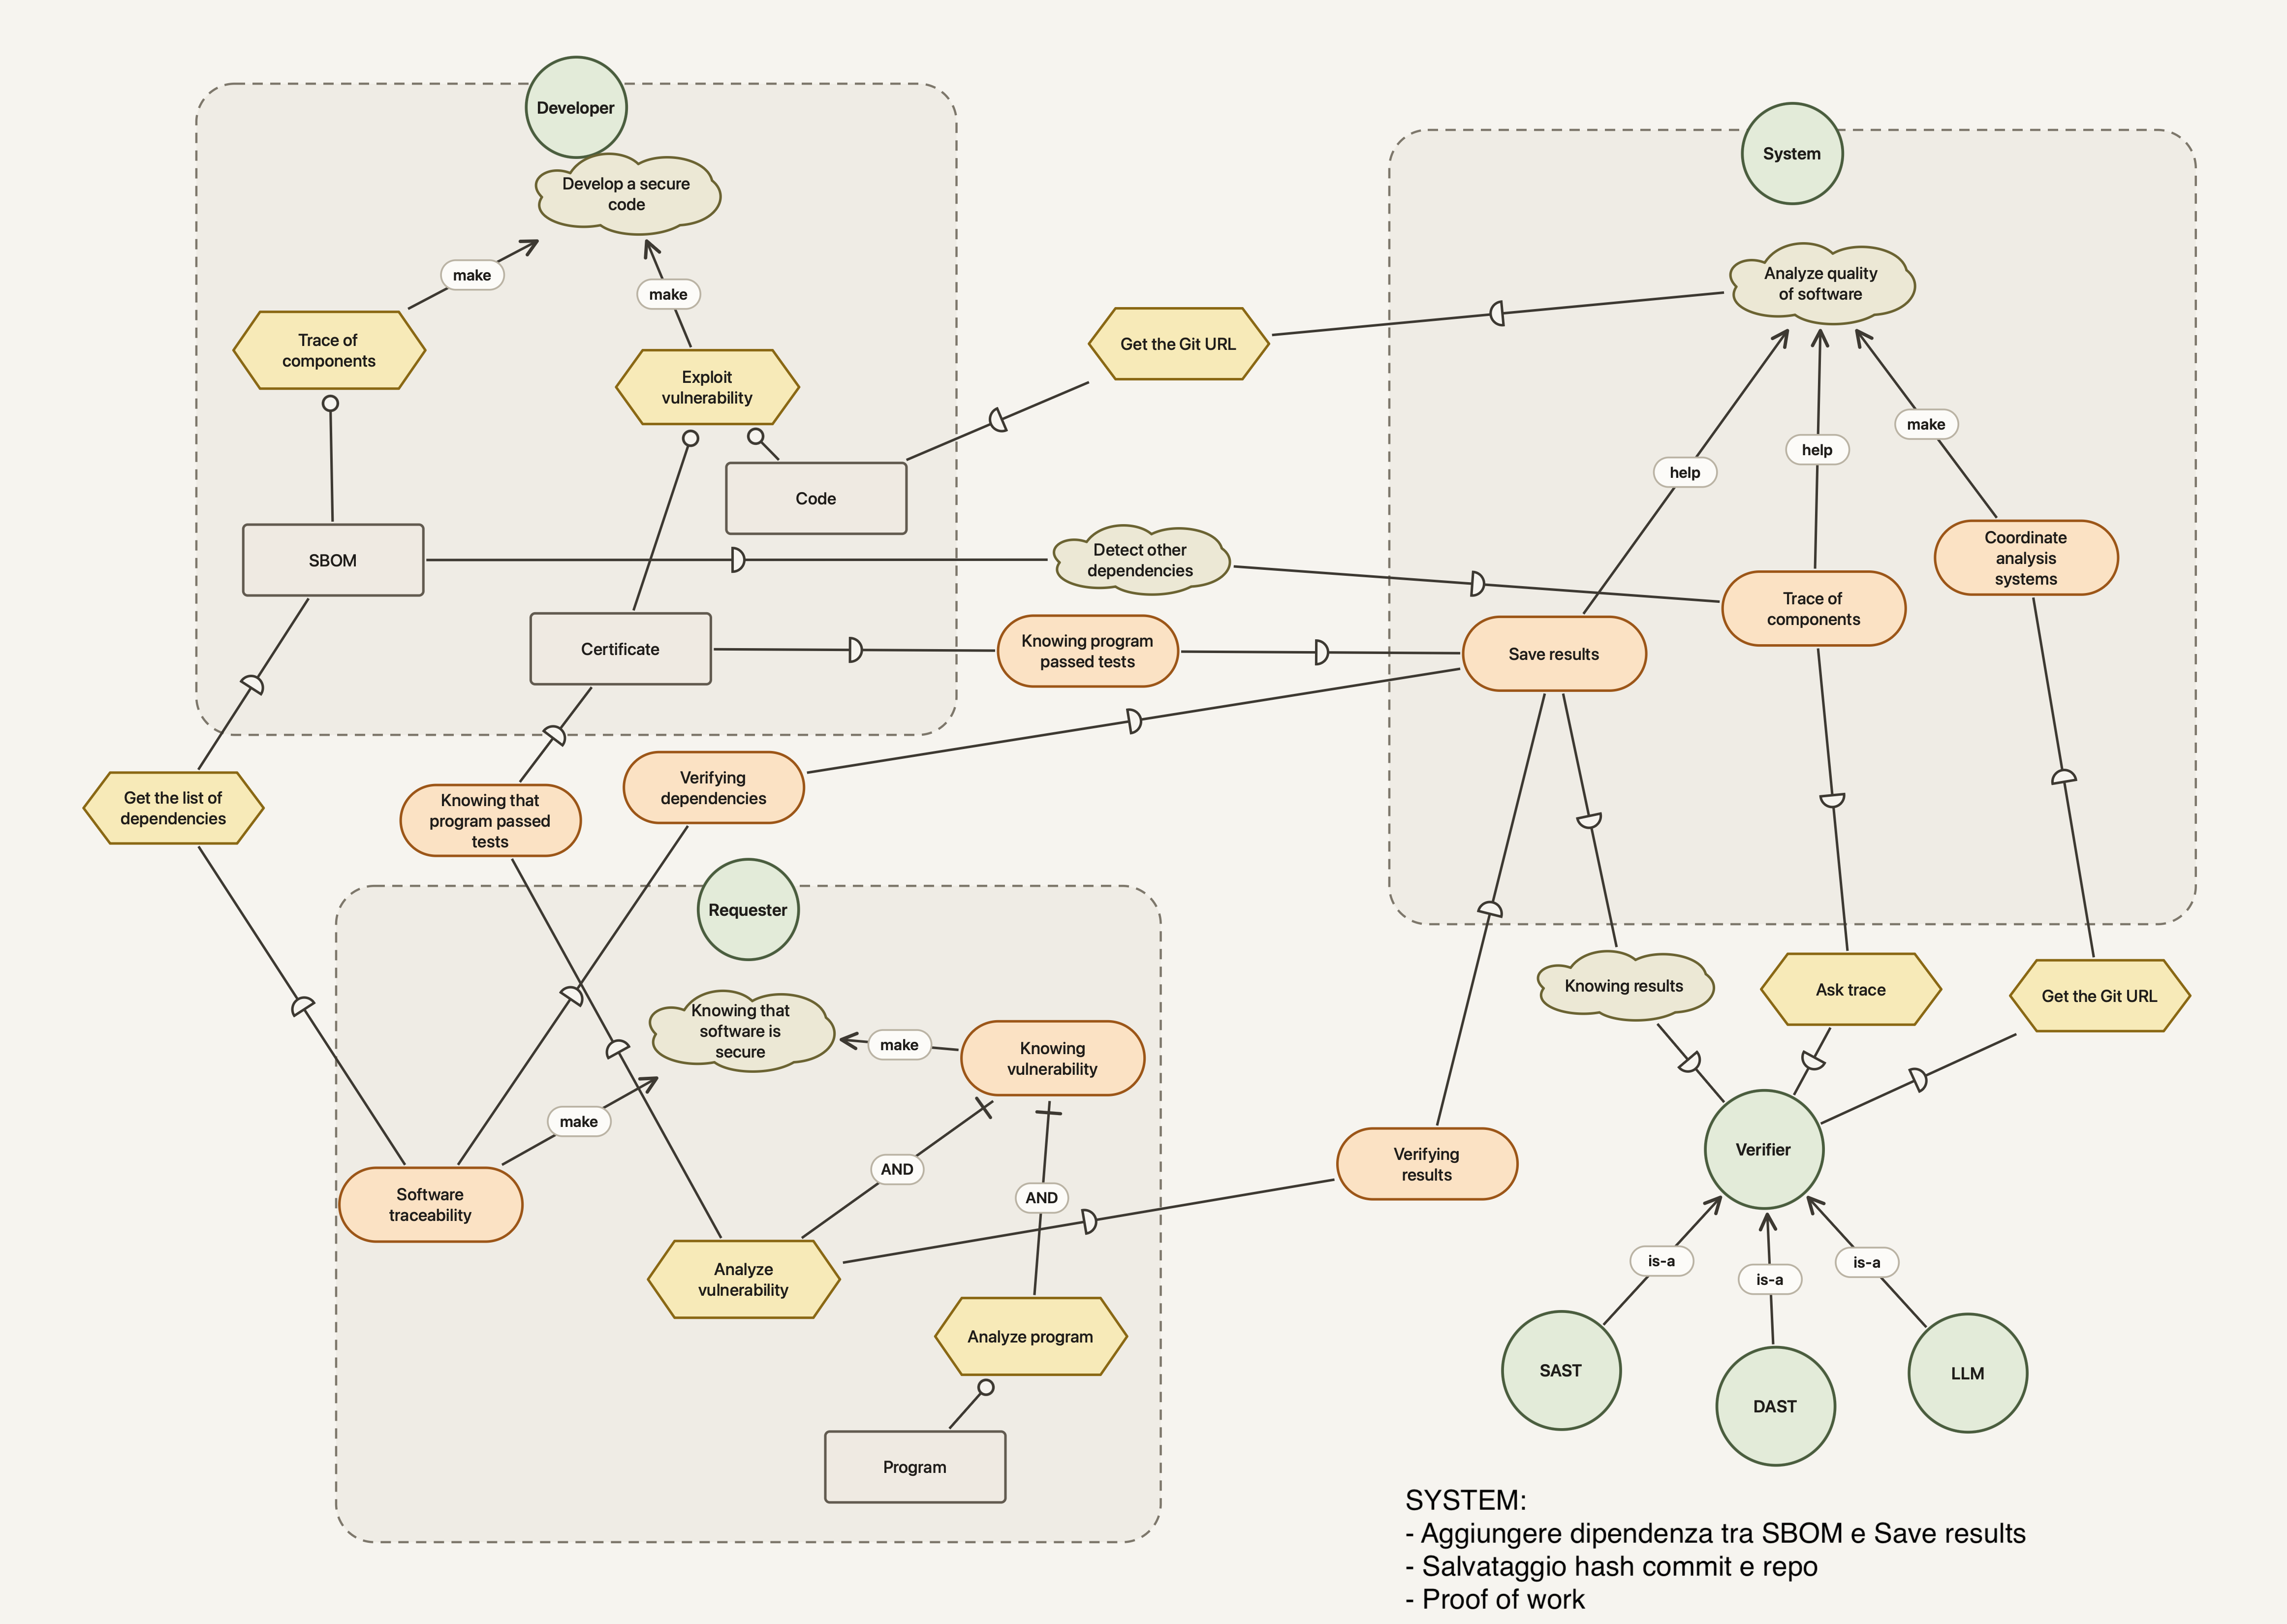 Developer
Develop a secure
code
make
make
Trace of
components
Exploit
vulnerability
Code
SBOM
Certificate
System
Analyze quality
of software
Get the Git URL
help
help
make
Coordinate
analysis
systems
Detect other
dependencies
Trace of
components
Knowing program
passed tests
Save results
Get the list of
dependencies
Knowing that
program passed
tests
Verifying
dependencies
Requester
Knowing that
software is
secure
make
Knowing
vulnerability
make
AND
AND
Software
traceability
Analyze
vulnerability
Analyze program
Program
Knowing results
Ask trace
Get the Git URL
Verifying
results
Verifier
is-a
is-a
is-a
SAST
DAST
LLM
SYSTEM:
- Aggiungere dipendenza tra SBOM e Save results
- Salvataggio hash commit e repo
- Proof of work